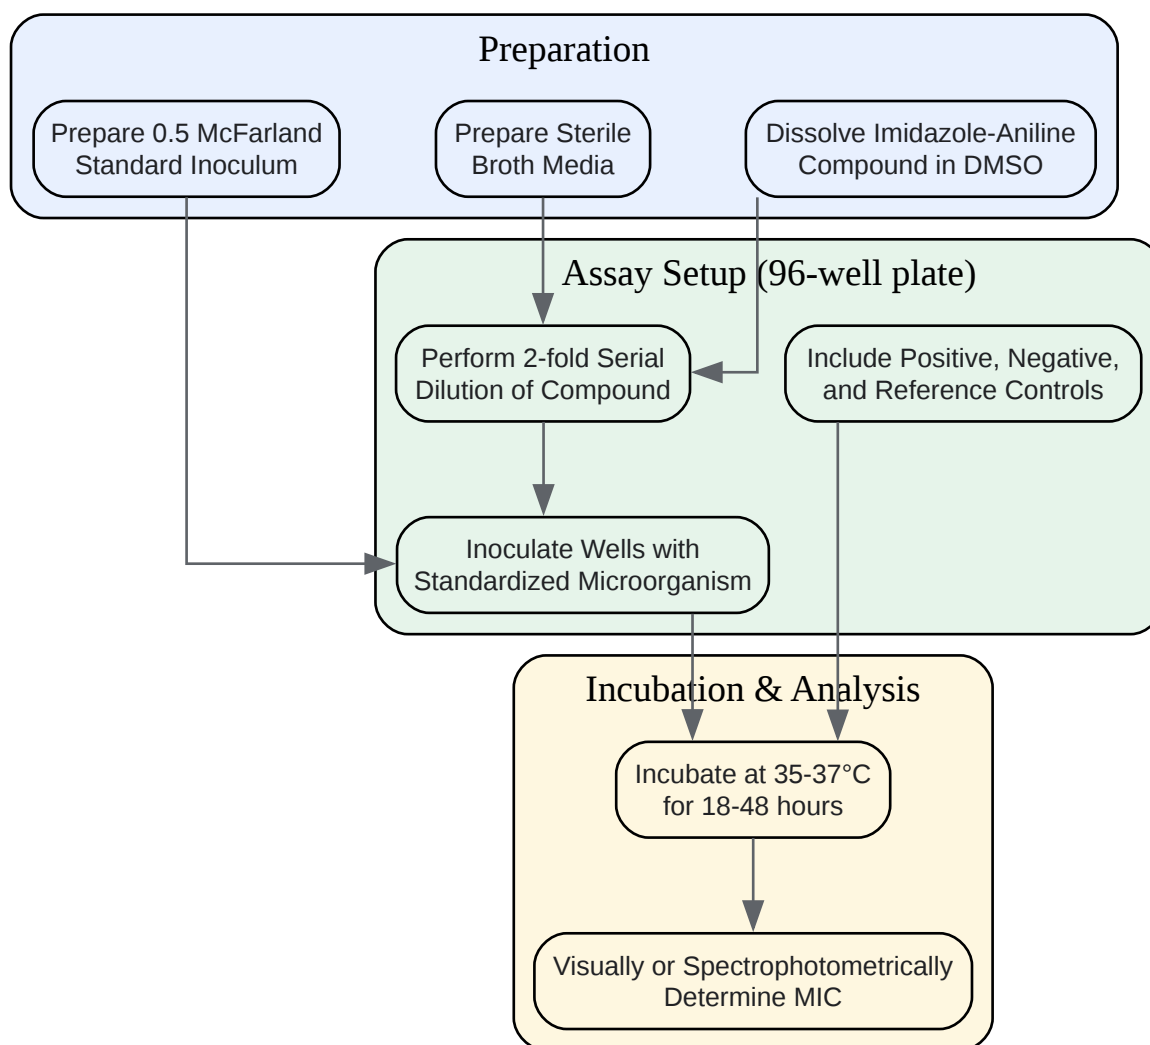 Preparation
Prepare 0.5 McFarland
Standard Inoculum
Prepare Sterile
Broth Media
Dissolve Imidazole-Aniline
Compound in DMSO
Assay Setup (96-well plate)
Perform 2-fold Serial
Dilution of Compound
Include Positive, Negative,
and Reference Controls
Inoculate Wells with
Standardized Microorganism
Incubation & Analysis
Incubate at 35-37°C
for 18-48 hours
Visually or Spectrophotometrically
Determine MIC